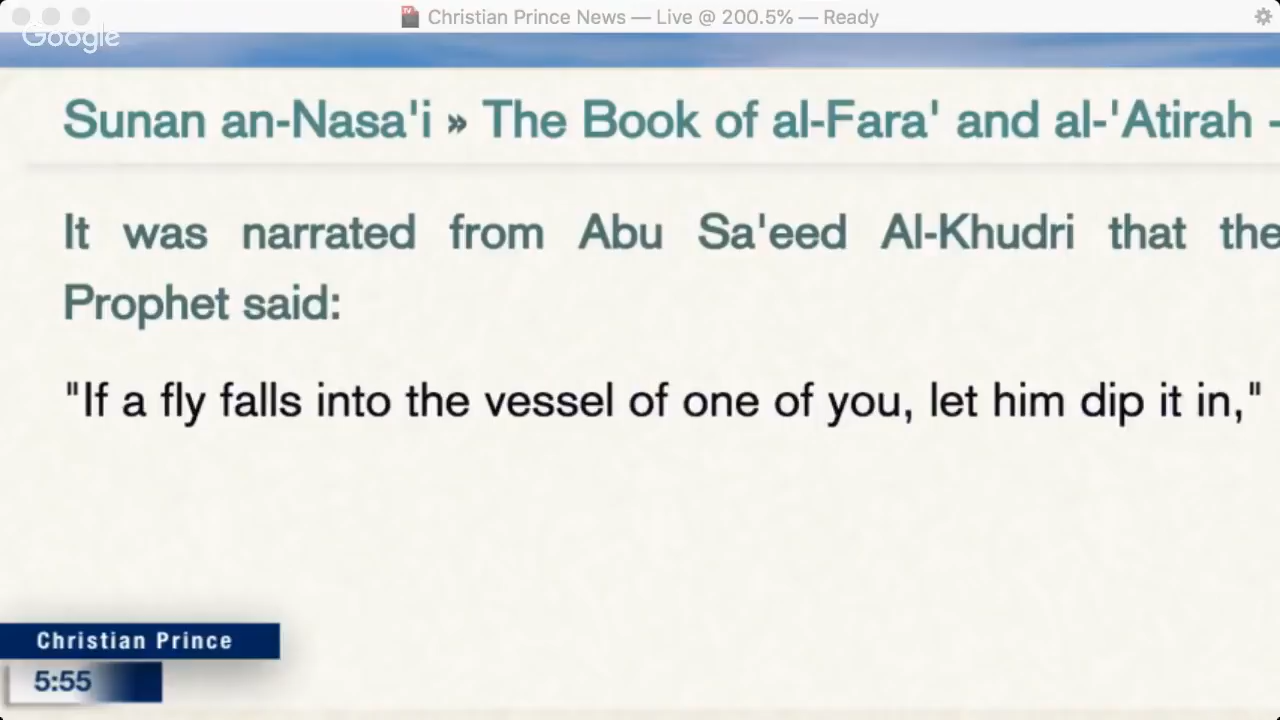 Christian Prince News — Live @ 200.5% — Ready
Google
Sunan an-Nasa'i » The Book of al-Fara' and al-'Atirah -
It was narrated from Abu Sa'eed Al-Khudri that the
Prophet said:
"If a fly falls into the vessel of one of you, let him dip it in,"
Christian Prince
5:55